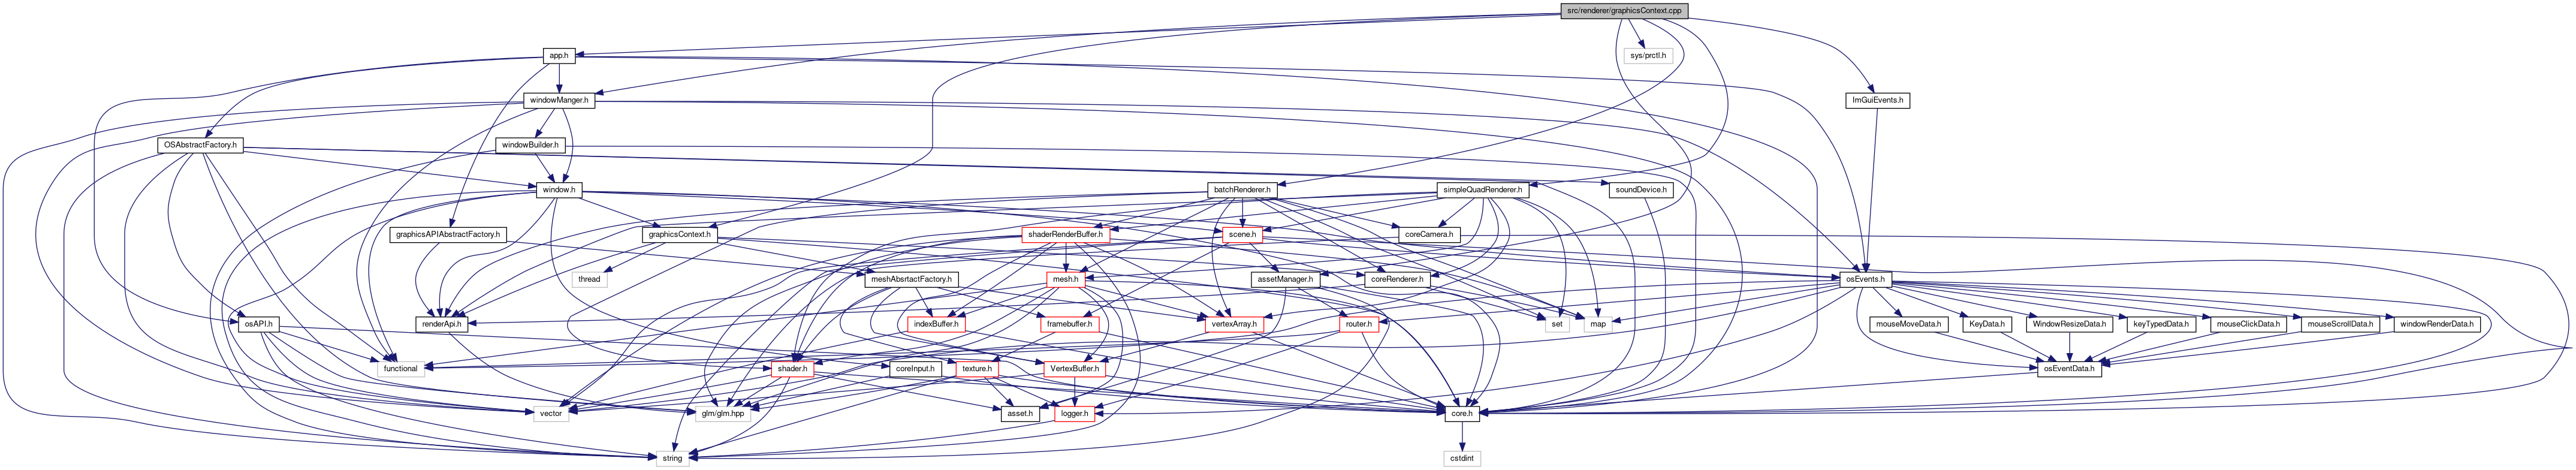 src/renderer/graphicsContext.cpp
app.h
sys/prctl.h
windowManger.h
ImGuiEvents.h
OSAbstractFactory.h
windowBuilder.h
window.h
batchRenderer.h
simpleQuadRenderer.h
soundDevice.h
graphicsAPIAbstractFactory.h
graphicsContext.h
shaderRenderBuffer.h
scene.h
coreCamera.h
thread
meshAbsrtactFactory.h
mesh.h
assetManager.h
coreRenderer.h
osEvents.h
osAPI.h
renderApi.h
indexBuffer.h
framebuffer.h
vertexArray.h
router.h
set
map
mouseMoveData.h
KeyData.h
WindowResizeData.h
keyTypedData.h
mouseClickData.h
mouseScrollData.h
windowRenderData.h
functional
shader.h
coreInput.h
texture.h
VertexBuffer.h
osEventData.h
vector
glm/glm.hpp
asset.h
logger.h
core.h
string
cstdint